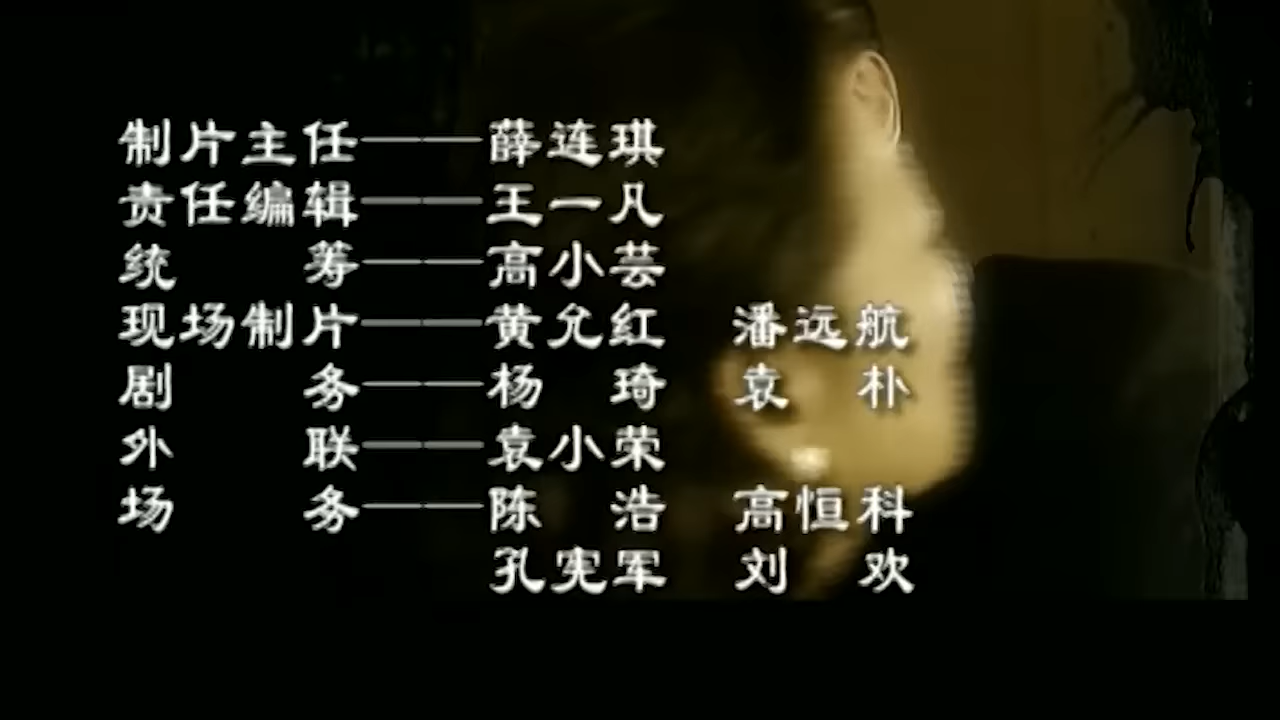 制片主任——薛连琪
责任编辑——王一凡
统　　筹——高小芸
现场制片——黄允红　潘远航
剧　　务——杨　琦　袁　朴
外　　联——袁小荣
场　　务——陈　浩　高恒科
孔宪军　刘　欢